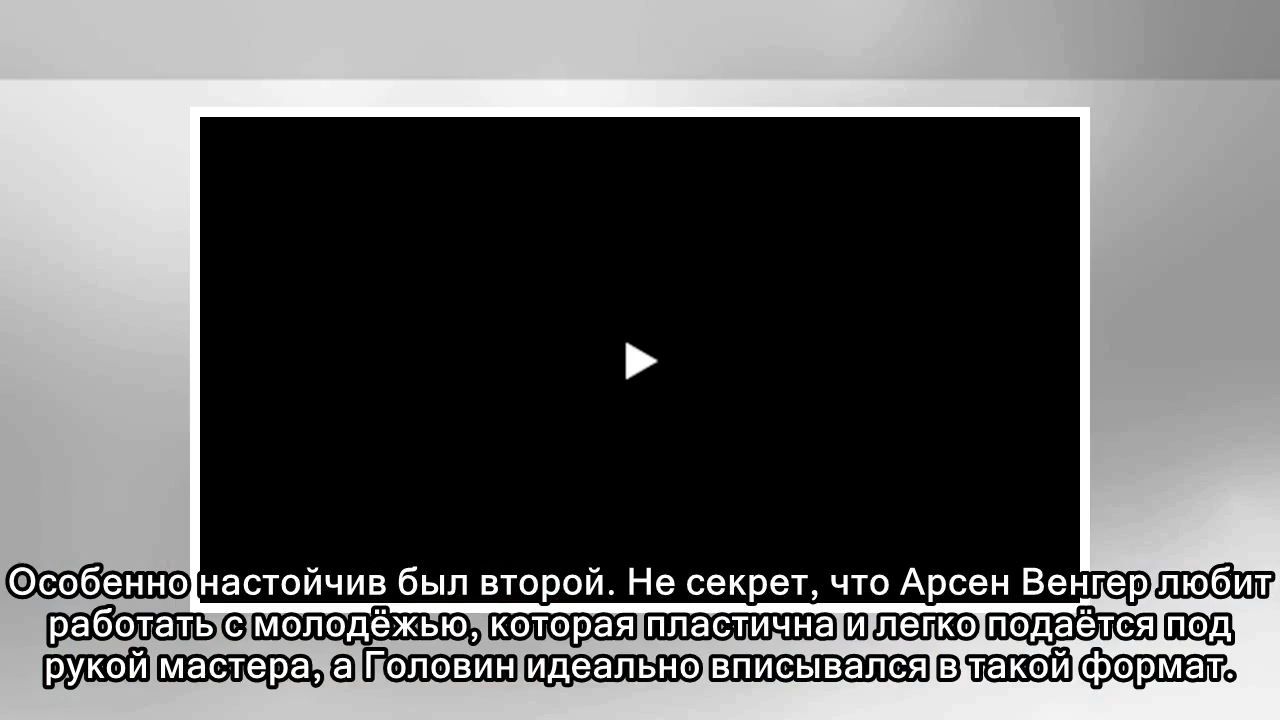 Особенно настойчив был второй. Не секрет, что Арсен Венгер любит
работать с молодёжью, которая пластична и легко подаётся под
рукой мастера, а Головин идеально вписывался в такой формат.